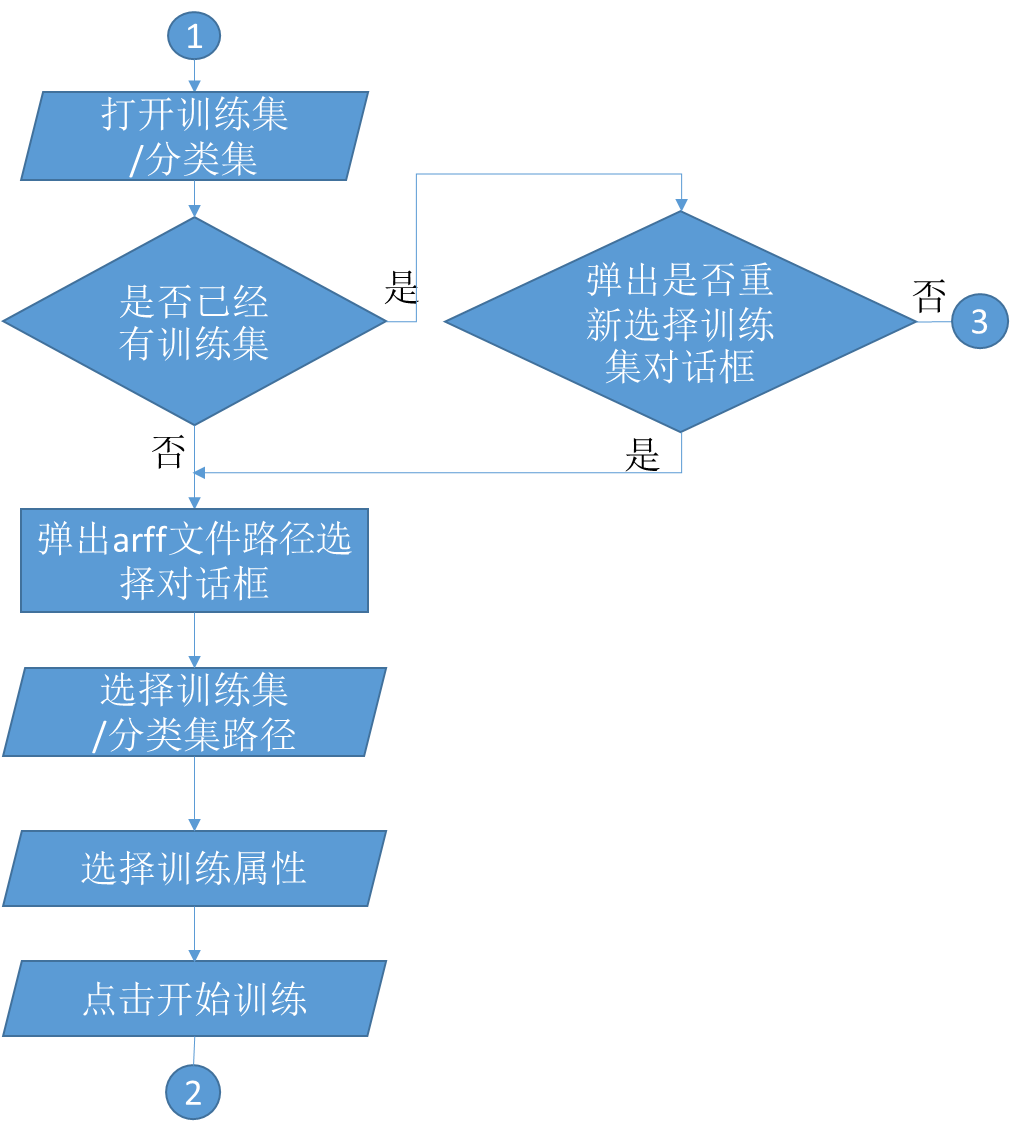 1
打开训练集
/分类集
是否已经
有训练集
是
弹出是否重
新选择训练
集对话框
否
3
否
是
弹出arff文件路径选
择对话框
选择训练集
/分类集路径
选择训练属性
点击开始训练
2